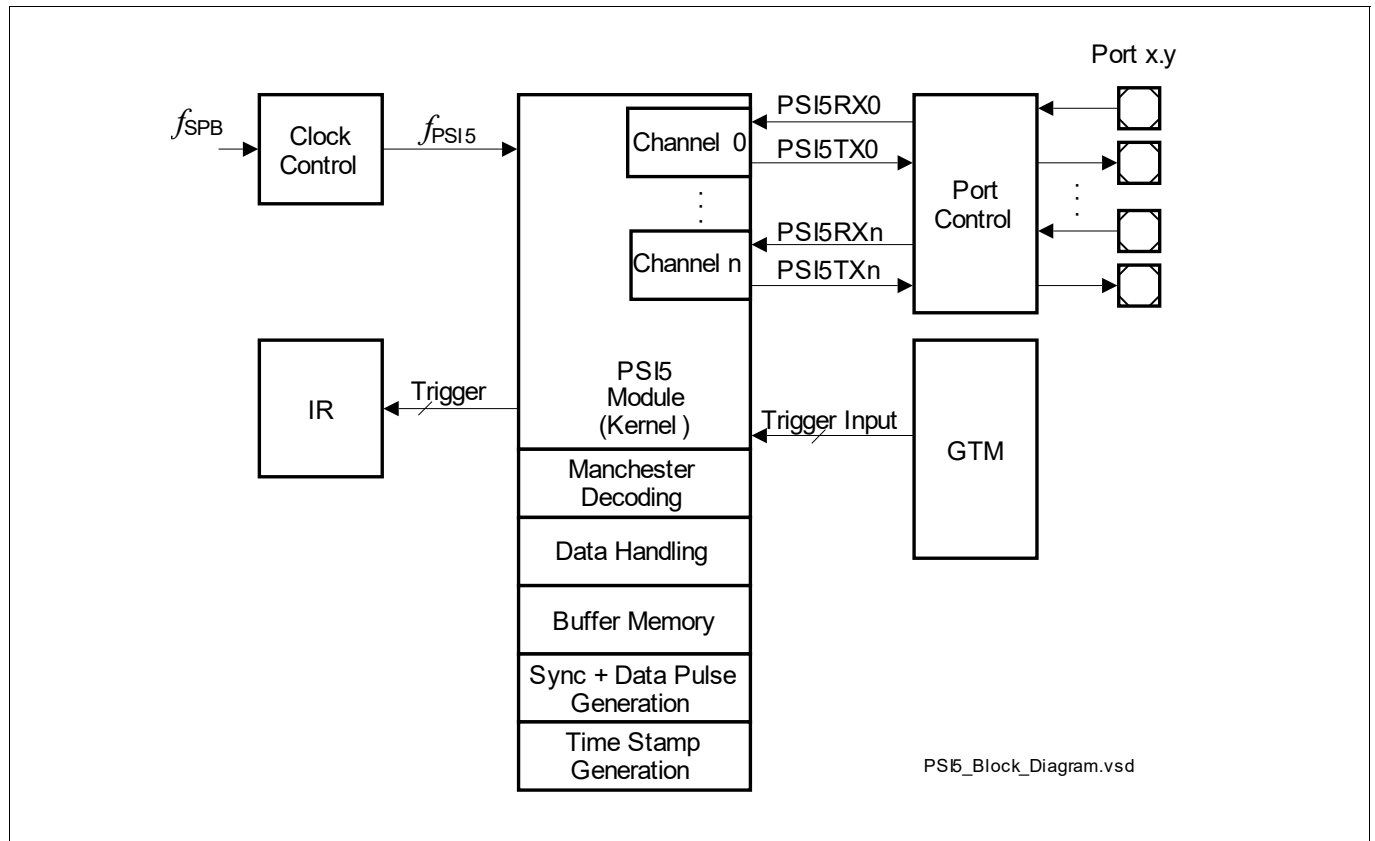 Port x.y
fSPB
Clock
Control
fPSI5
Channel 0
PSI5RX0
PSI5TX0
Port
Control
Channel n
PSI5RXn
PSI5TXn
IR
Trigger
PSI5
Module
(Kernel )
Trigger Input
GTM
Manchester
Decoding
Data Handling
Buffer Memory
Sync + Data Pulse
Generation
Time Stamp
Generation
PSI5_Block_Diagram.vsd